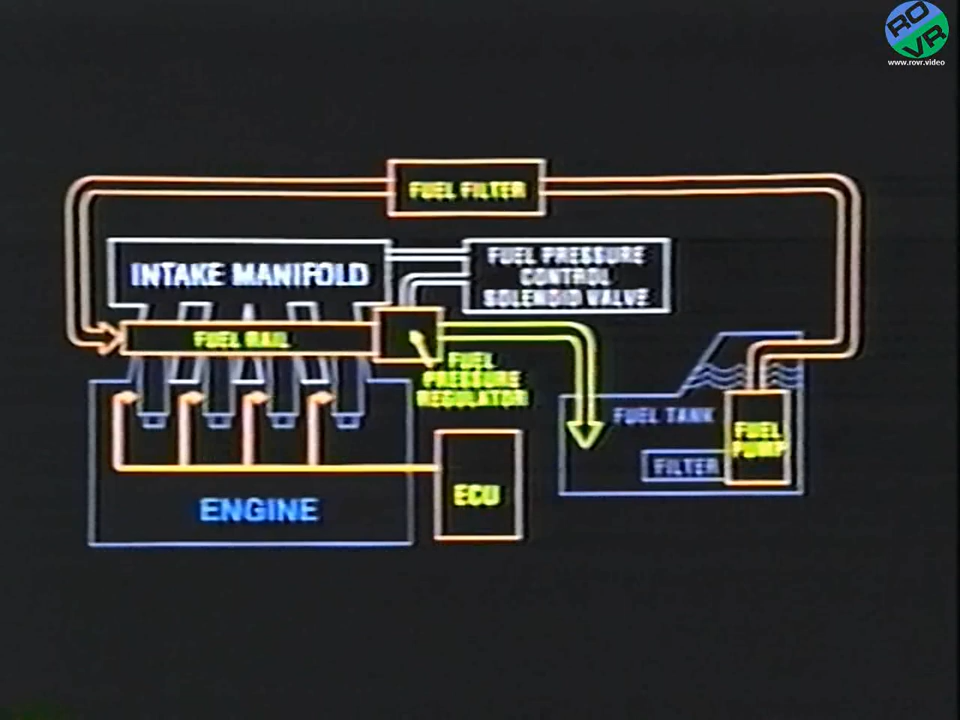 RO
VR
www.rovr.video
FUEL FILTER
INTAKE MANIFOLD
FUEL PRESSURE
CONTROL
SOLENOID VALVE
FUEL RAIL
FUEL
PRESSURE
REGULATOR
FUEL TANK
FUEL
PUMP
FILTER
ECU
ENGINE